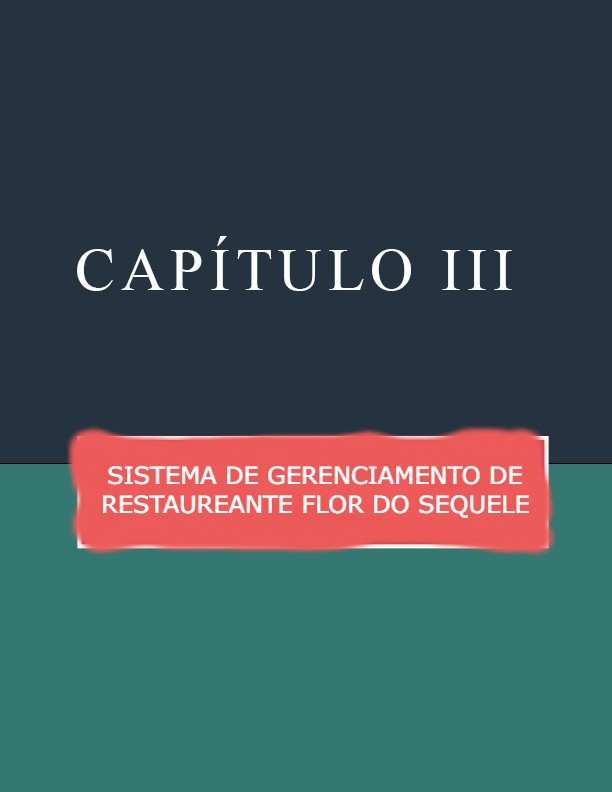 CAPÍTULO III
SISTEMA DE GERENCIAMENTO DE
RESTAUREANTE FLOR DO SEQUELE